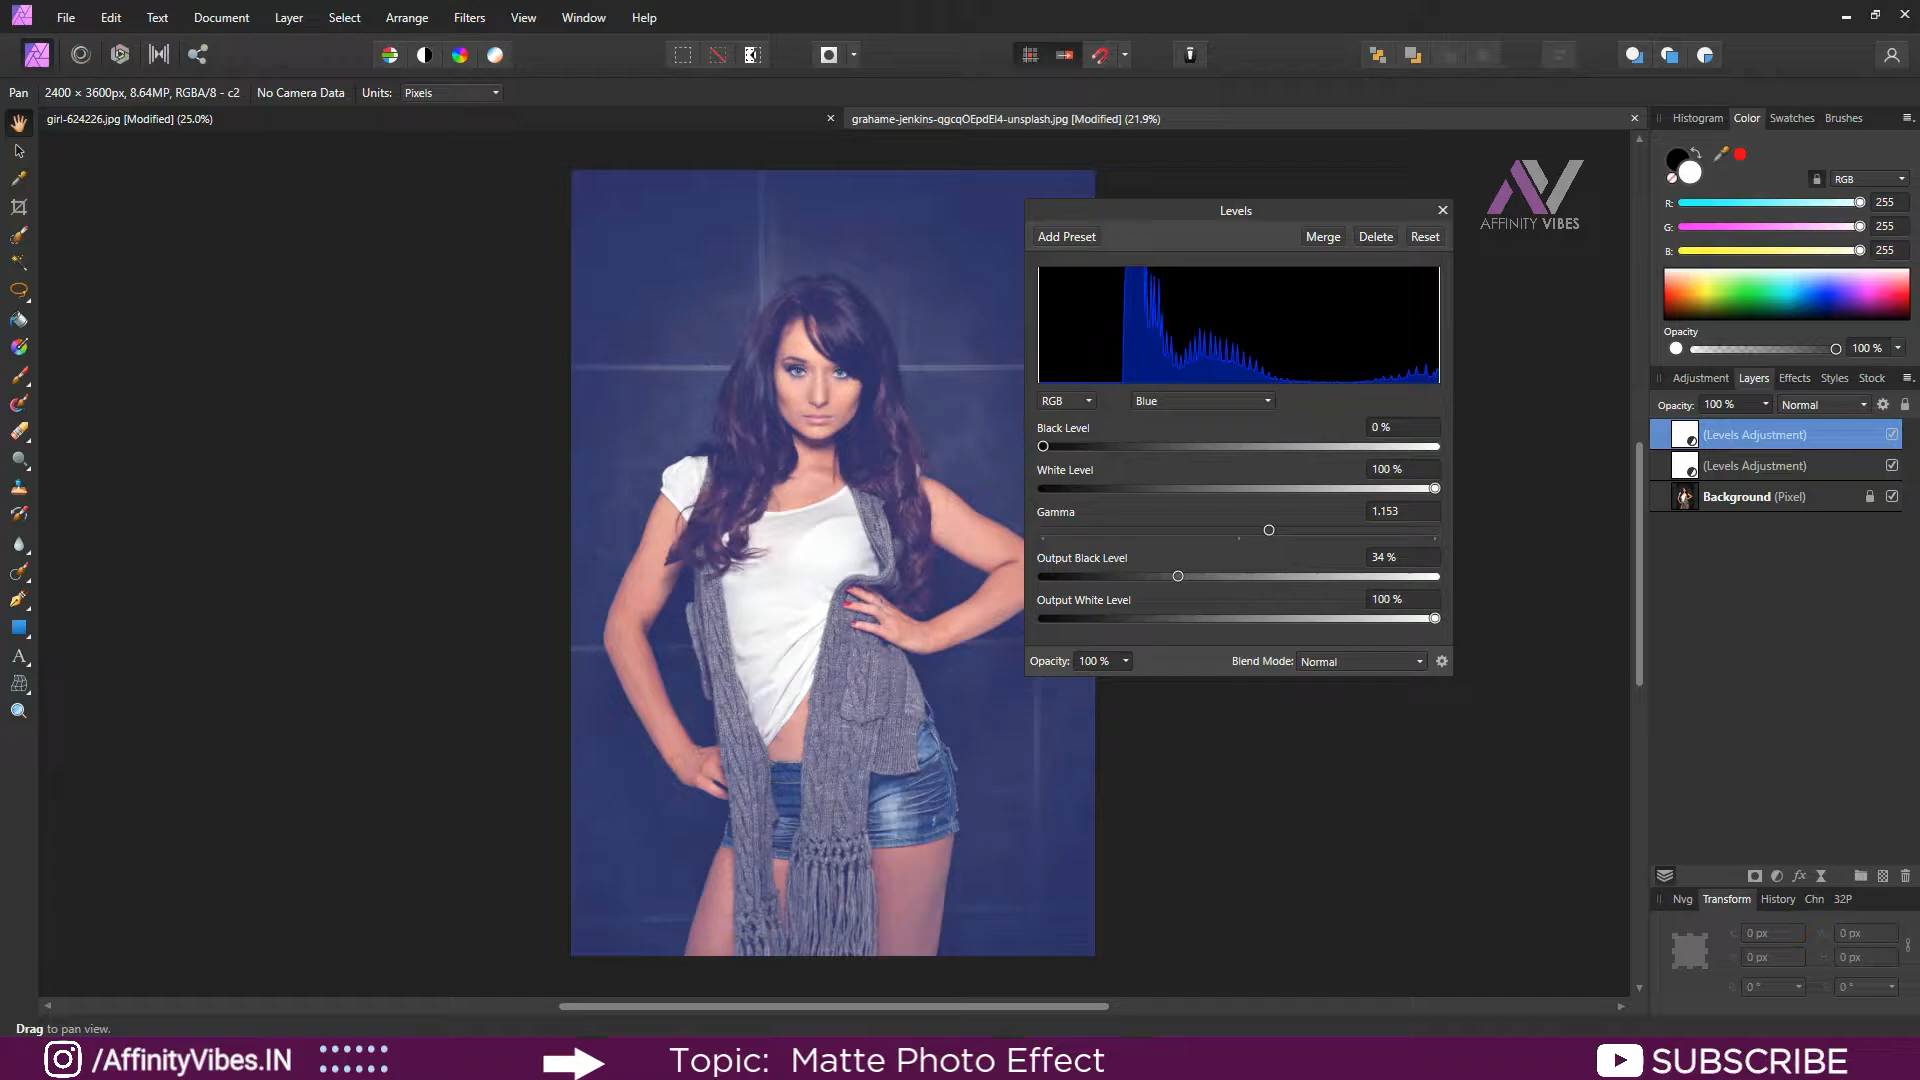 File Edit Text Document Layer Select Arrange Filters View Window Help
Pan 2400 × 3600px, 8.64MP, RGBA/8 - c2 No Camera Data Units: Pixels
girl-624226.jpg [Modified] (25.0%)
grahame-jenkins-qgcqOEpdEl4-unsplash.jpg [Modified] (21.9%)
Histogram Color Swatches Brushes
RGB
R: 255
G: 255
B: 255
Opacity
100 %
AFFINITY VIBES
Levels
Add Preset Merge Delete Reset
RGB Blue
Black Level 0 %
White Level 100 %
Gamma 1.153
Output Black Level 34 %
Output White Level 100 %
Opacity: 100 % Blend Mode: Normal
Adjustment Layers Effects Styles Stock
Opacity: 100 % Normal
(Levels Adjustment)
(Levels Adjustment)
Background (Pixel)
Nvg Transform History Chn 32P
0 px 0 px
0 px 0 px
0 ° 0 °
Drag to pan view.
/AffinityVibes.IN Topic: Matte Photo Effect SUBSCRIBE